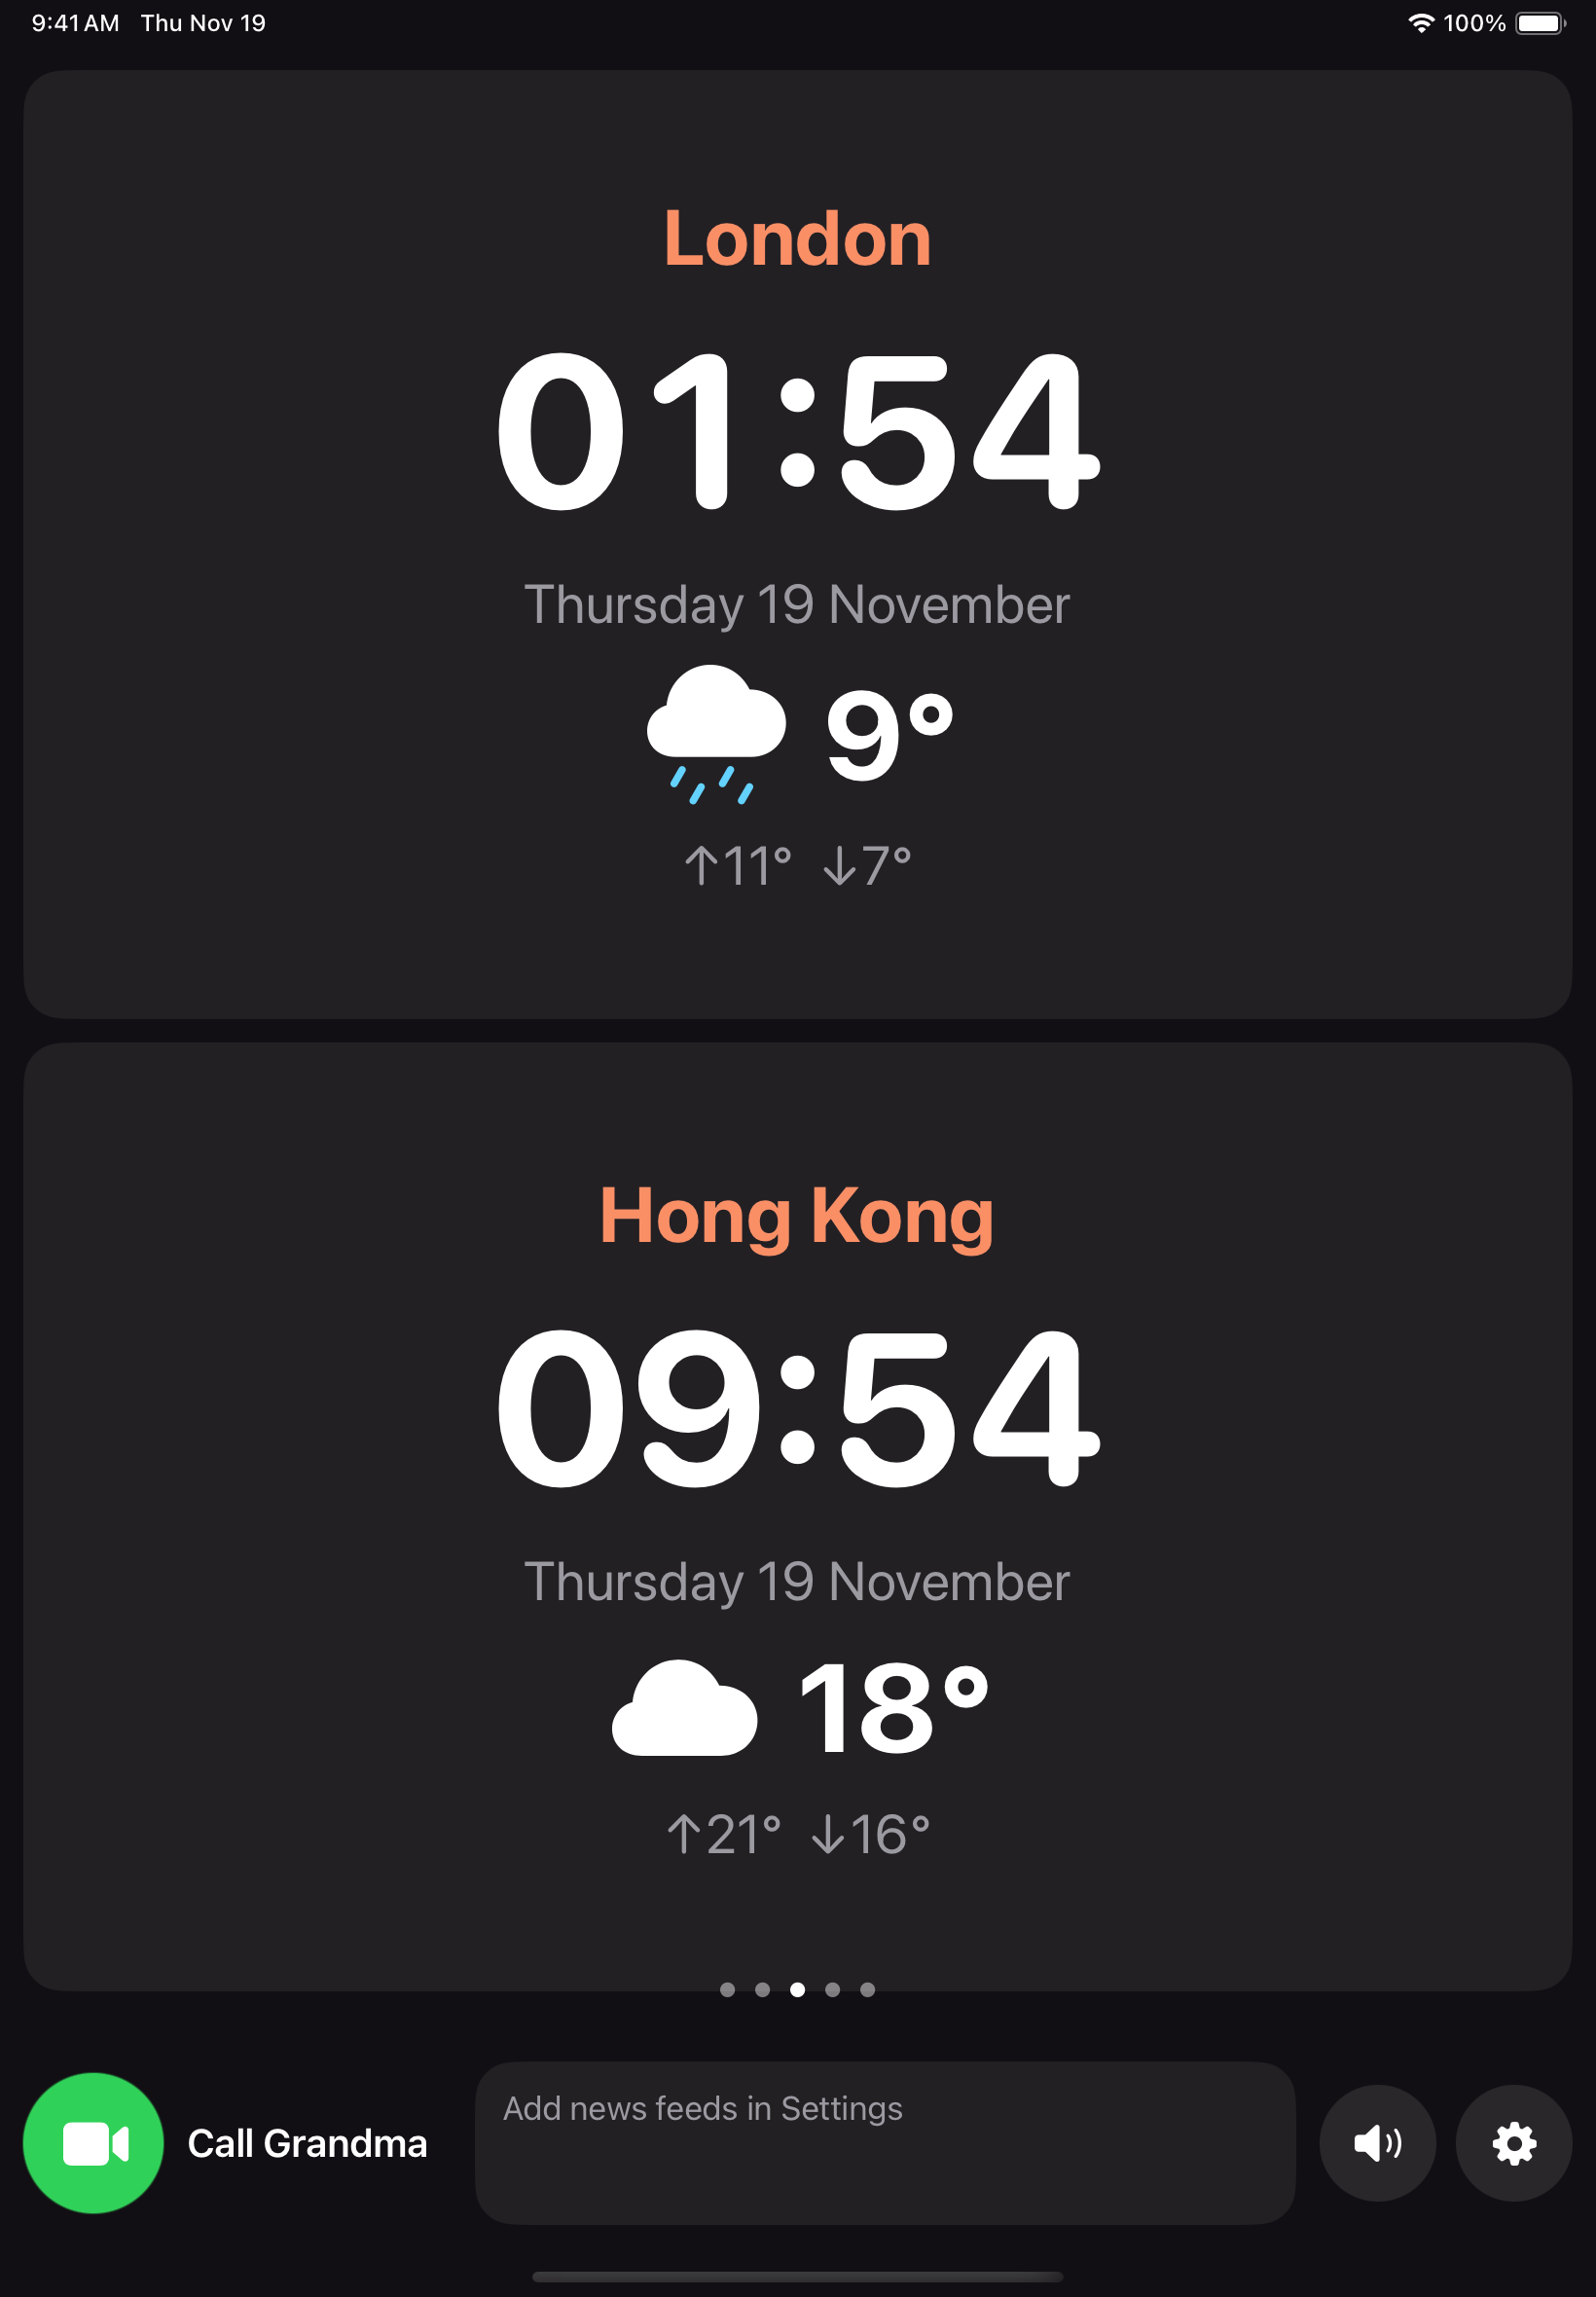 9:41 AM Thu Nov 19
100%
London
01:54
Thursday 19 November
9°
↑11° ↓7°
Hong Kong
09:54
Thursday 19 November
18°
↑21° ↓16°
Call Grandma
Add news feeds in Settings